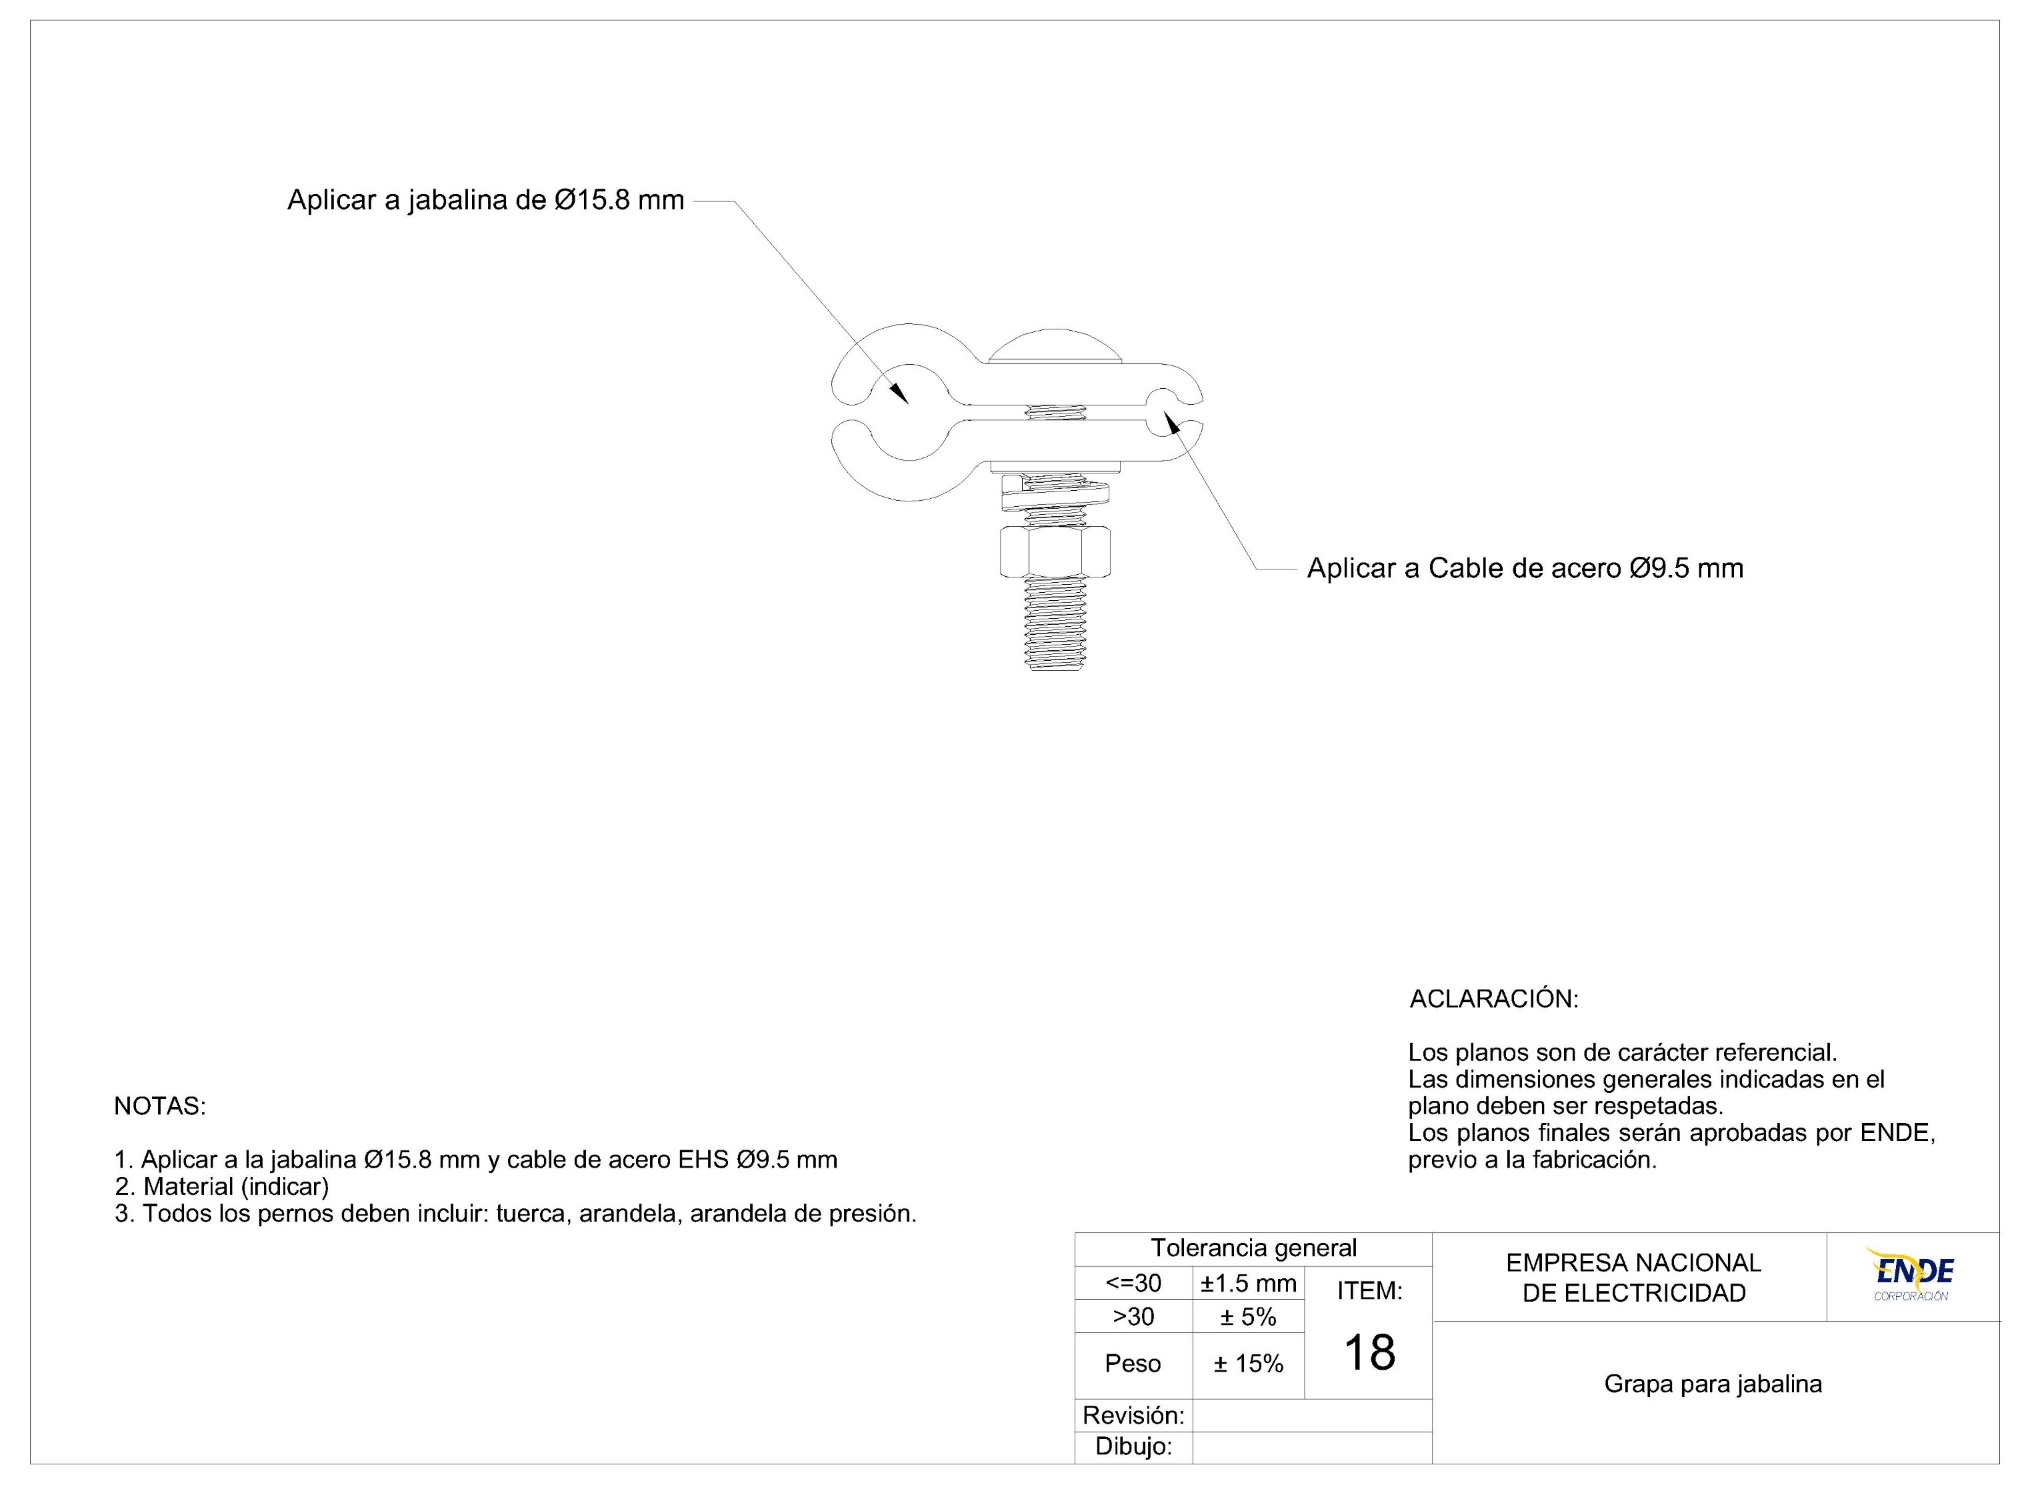 Aplicar a jabalina de Ø15.8 mm
Aplicar a Cable de acero Ø9.5 mm
ACLARACIÓN:
Los planos son de carácter referencial.
Las dimensiones generales indicadas en el
plano deben ser respetadas.
Los planos finales serán aprobadas por ENDE,
previo a la fabricación.
NOTAS:
1. Aplicar a la jabalina Ø15.8 mm y cable de acero EHS Ø9.5 mm
2. Material (indicar)
3. Todos los pernos deben incluir: tuerca, arandela, arandela de presión.
Tolerancia general
<=30 ±1.5 mm
>30 ± 5%
Peso ± 15%
ITEM:
18
Revisión:
Dibujo:
EMPRESA NACIONAL
DE ELECTRICIDAD
ENDE
CORPORACIÓN
Grapa para jabalina